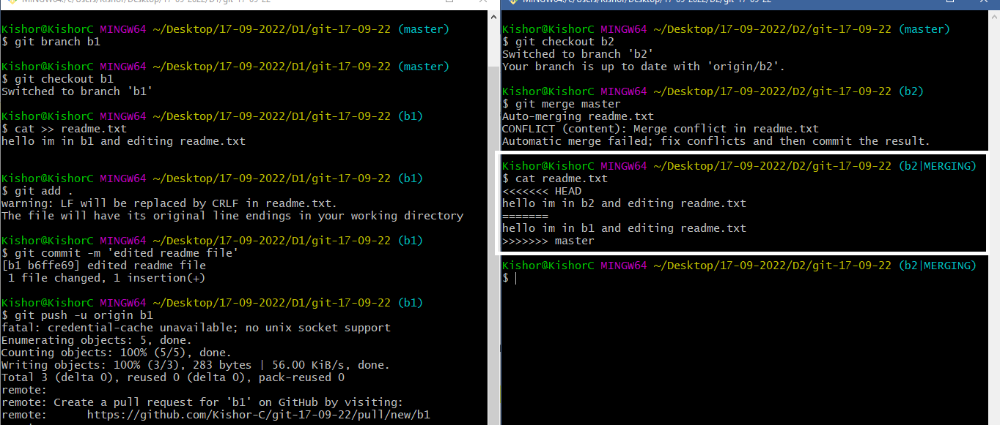 MINGW64:/c/Users/Kishor/Desktop/17-09-2022/D1/git-17-09-22
Kishor@KishorC MINGW64 ~/Desktop/17-09-2022/D1/git-17-09-22 (master)
$ git branch b1
Kishor@KishorC MINGW64 ~/Desktop/17-09-2022/D1/git-17-09-22 (master)
$ git checkout b1
Switched to branch 'b1'
Kishor@KishorC MINGW64 ~/Desktop/17-09-2022/D1/git-17-09-22 (b1)
$ cat >> readme.txt
hello im in b1 and editing readme.txt
Kishor@KishorC MINGW64 ~/Desktop/17-09-2022/D1/git-17-09-22 (b1)
$ git add .
warning: LF will be replaced by CRLF in readme.txt.
The file will have its original line endings in your working directory
Kishor@KishorC MINGW64 ~/Desktop/17-09-2022/D1/git-17-09-22 (b1)
$ git commit -m 'edited readme file'
[b1 b6ffe69] edited readme file
 1 file changed, 1 insertion(+)
Kishor@KishorC MINGW64 ~/Desktop/17-09-2022/D1/git-17-09-22 (b1)
$ git push -u origin b1
fatal: credential-cache unavailable; no unix socket support
Enumerating objects: 5, done.
Counting objects: 100% (5/5), done.
Writing objects: 100% (3/3), 283 bytes | 56.00 KiB/s, done.
Total 3 (delta 0), reused 0 (delta 0), pack-reused 0
remote:
remote: Create a pull request for 'b1' on GitHub by visiting:
remote:      https://github.com/Kishor-C/git-17-09-22/pull/new/b1
MINGW64:/c/Users/Kishor/Desktop/17-09-2022/D2/git-17-09-22
Kishor@KishorC MINGW64 ~/Desktop/17-09-2022/D2/git-17-09-22 (master)
$ git checkout b2
Switched to branch 'b2'
Your branch is up to date with 'origin/b2'.
Kishor@KishorC MINGW64 ~/Desktop/17-09-2022/D2/git-17-09-22 (b2)
$ git merge master
Auto-merging readme.txt
CONFLICT (content): Merge conflict in readme.txt
Automatic merge failed; fix conflicts and then commit the result.
Kishor@KishorC MINGW64 ~/Desktop/17-09-2022/D2/git-17-09-22 (b2|MERGING)
$ cat readme.txt
<<<<<<< HEAD
hello im in b2 and editing readme.txt
=======
hello im in b1 and editing readme.txt
>>>>>>> master
Kishor@KishorC MINGW64 ~/Desktop/17-09-2022/D2/git-17-09-22 (b2|MERGING)
$